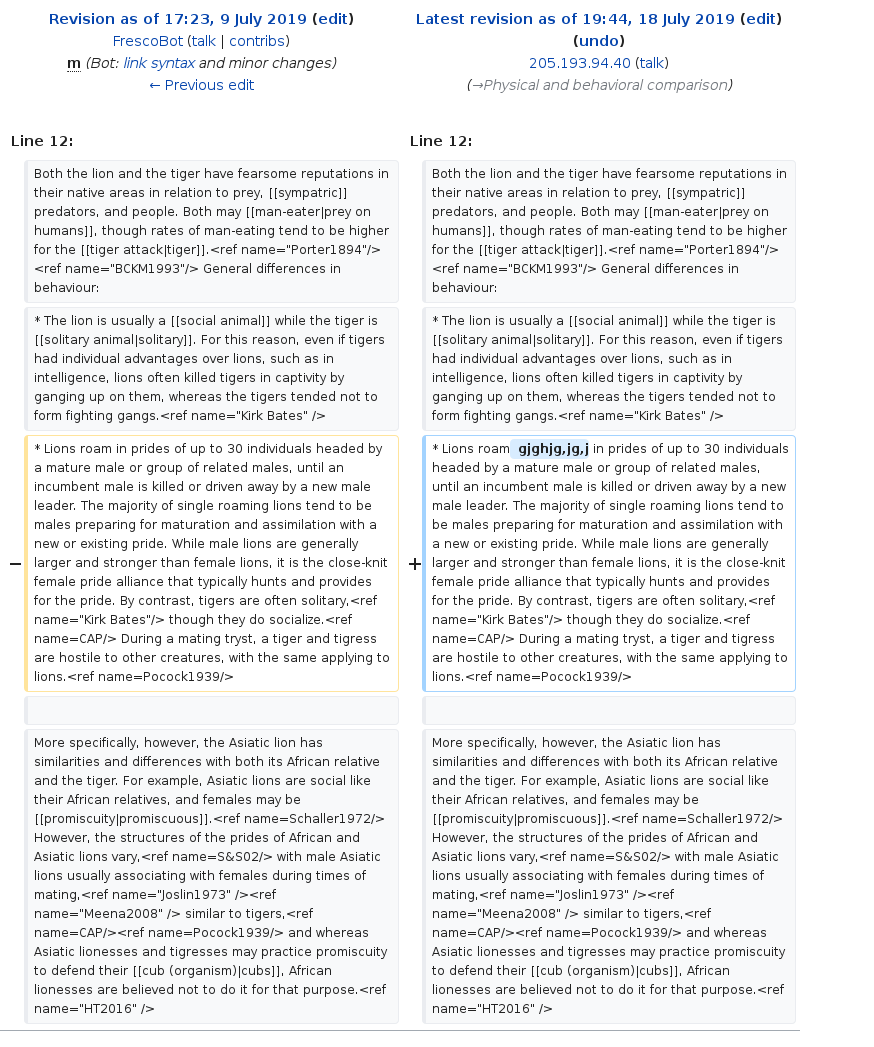 Revision as of 17:23, 9 July 2019 (edit)
FrescoBot (talk | contribs)
m (Bot: link syntax and minor changes)
← Previous edit
Latest revision as of 19:44, 18 July 2019 (edit)
(undo)
205.193.94.40 (talk)
(→Physical and behavioral comparison)
Line 12:
Line 12:
Both the lion and the tiger have fearsome reputations in
their native areas in relation to prey, [[sympatric]]
predators, and people. Both may [[man-eater|prey on
humans]], though rates of man-eating tend to be higher
for the [[tiger attack|tiger]].<ref name="Porter1894"/>
<ref name="BCKM1993"/> General differences in
behaviour:
Both the lion and the tiger have fearsome reputations in
their native areas in relation to prey, [[sympatric]]
predators, and people. Both may [[man-eater|prey on
humans]], though rates of man-eating tend to be higher
for the [[tiger attack|tiger]].<ref name="Porter1894"/>
<ref name="BCKM1993"/> General differences in
behaviour:
* The lion is usually a [[social animal]] while the tiger is
[[solitary animal|solitary]]. For this reason, even if tigers
had individual advantages over lions, such as in
intelligence, lions often killed tigers in captivity by
ganging up on them, whereas the tigers tended not to
form fighting gangs.<ref name="Kirk Bates" />
* The lion is usually a [[social animal]] while the tiger is
[[solitary animal|solitary]]. For this reason, even if tigers
had individual advantages over lions, such as in
intelligence, lions often killed tigers in captivity by
ganging up on them, whereas the tigers tended not to
form fighting gangs.<ref name="Kirk Bates" />
−
* Lions roam in prides of up to 30 individuals headed by
a mature male or group of related males, until an
incumbent male is killed or driven away by a new male
leader. The majority of single roaming lions tend to be
males preparing for maturation and assimilation with a
new or existing pride. While male lions are generally
larger and stronger than female lions, it is the close-knit
female pride alliance that typically hunts and provides
for the pride. By contrast, tigers are often solitary,<ref
name="Kirk Bates"/> though they do socialize.<ref
name=CAP/> During a mating tryst, a tiger and tigress
are hostile to other creatures, with the same applying to
lions.<ref name=Pocock1939/>
+
* Lions roam gjghjg,jg,j in prides of up to 30 individuals
headed by a mature male or group of related males,
until an incumbent male is killed or driven away by a new
male leader. The majority of single roaming lions tend to
be males preparing for maturation and assimilation with
a new or existing pride. While male lions are generally
larger and stronger than female lions, it is the close-knit
female pride alliance that typically hunts and provides
for the pride. By contrast, tigers are often solitary,<ref
name="Kirk Bates"/> though they do socialize.<ref
name=CAP/> During a mating tryst, a tiger and tigress
are hostile to other creatures, with the same applying to
lions.<ref name=Pocock1939/>
More specifically, however, the Asiatic lion has
similarities and differences with both its African relative
and the tiger. For example, Asiatic lions are social like
their African relatives, and females may be
[[promiscuity|promiscuous]].<ref name=Schaller1972/>
However, the structures of the prides of African and
Asiatic lions vary,<ref name=S&S02/> with male Asiatic
lions usually associating with females during times of
mating,<ref name="Joslin1973" /><ref
name="Meena2008" /> similar to tigers,<ref
name=CAP/><ref name=Pocock1939/> and whereas
Asiatic lionesses and tigresses may practice promiscuity
to defend their [[cub (organism)|cubs]], African
lionesses are believed not to do it for that purpose.<ref
name="HT2016" />
More specifically, however, the Asiatic lion has
similarities and differences with both its African relative
and the tiger. For example, Asiatic lions are social like
their African relatives, and females may be
[[promiscuity|promiscuous]].<ref name=Schaller1972/>
However, the structures of the prides of African and
Asiatic lions vary,<ref name=S&S02/> with male Asiatic
lions usually associating with females during times of
mating,<ref name="Joslin1973" /><ref
name="Meena2008" /> similar to tigers,<ref
name=CAP/><ref name=Pocock1939/> and whereas
Asiatic lionesses and tigresses may practice promiscuity
to defend their [[cub (organism)|cubs]], African
lionesses are believed not to do it for that purpose.<ref
name="HT2016" />